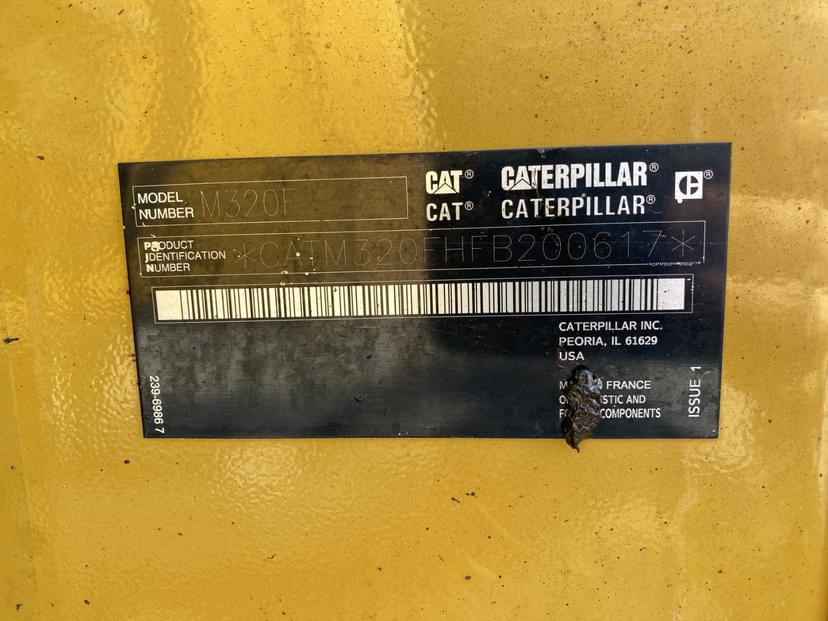 MODEL
NUMBER M320F
CAT® CATERPILLAR®
CAT® CATERPILLAR®
PRODUCT
IDENTIFICATION
NUMBER
*CATM320FHFB200617*
CATERPILLAR INC.
PEORIA, IL 61629
USA
FRANCE
AND
COMPONENTS
ISSUE 1
239-6986 7